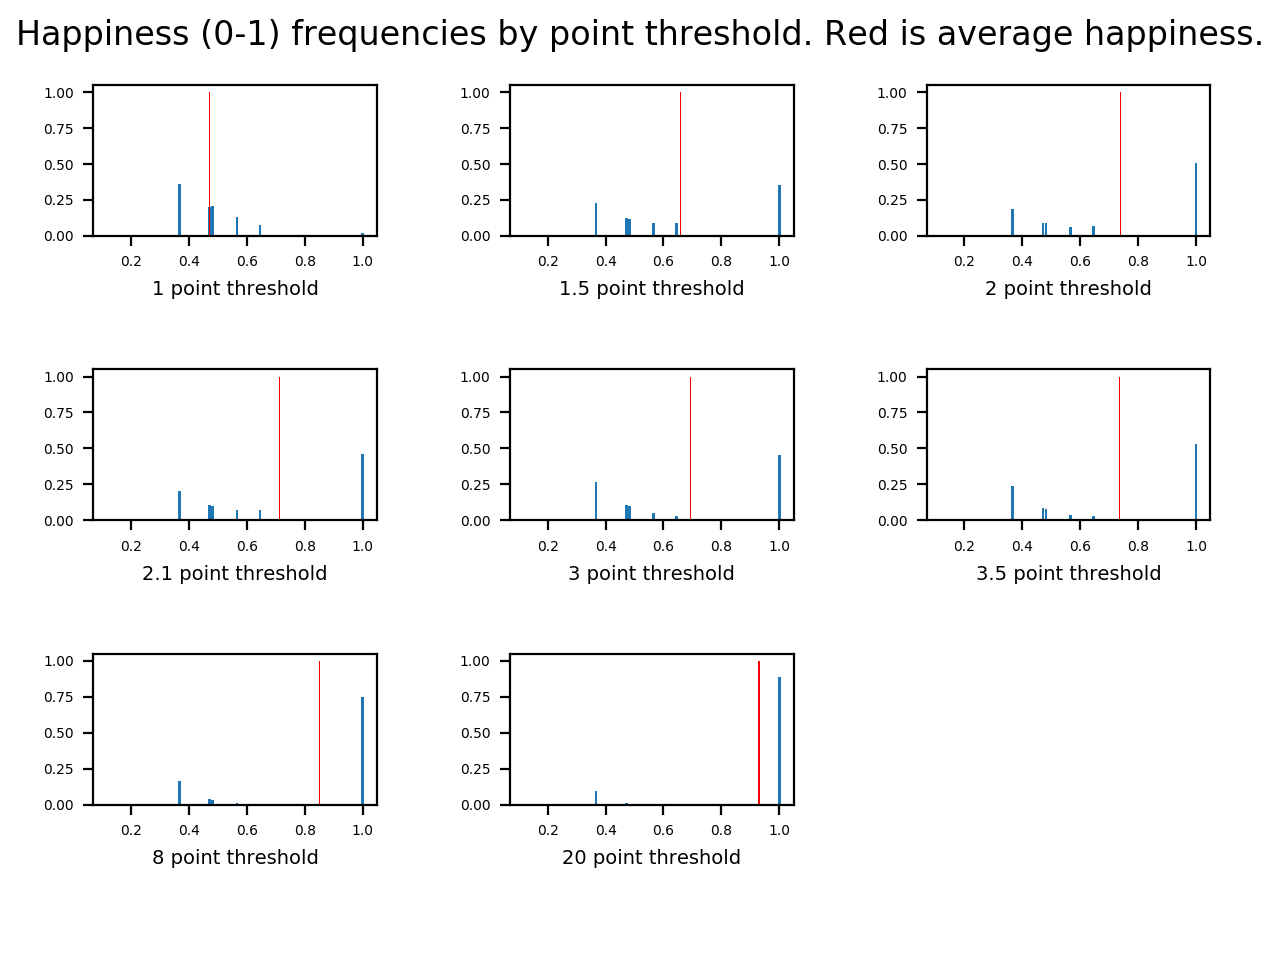 Happiness (0-1) frequencies by point threshold. Red is average happiness.
1.00 1.00 1.00
0.75 0.75 0.75
0.50 0.50 0.50
0.25 0.25 0.25
0.00 0.00 0.00
0.2 0.4 0.6 0.8 1.0 0.2 0.4 0.6 0.8 1.0 0.2 0.4 0.6 0.8 1.0
1 point threshold 1.5 point threshold 2 point threshold
1.00 1.00 1.00
0.75 0.75 0.75
0.50 0.50 0.50
0.25 0.25 0.25
0.00 0.00 0.00
0.2 0.4 0.6 0.8 1.0 0.2 0.4 0.6 0.8 1.0 0.2 0.4 0.6 0.8 1.0
2.1 point threshold 3 point threshold 3.5 point threshold
1.00 1.00
0.75 0.75
0.50 0.50
0.25 0.25
0.00 0.00
0.2 0.4 0.6 0.8 1.0 0.2 0.4 0.6 0.8 1.0
8 point threshold 20 point threshold